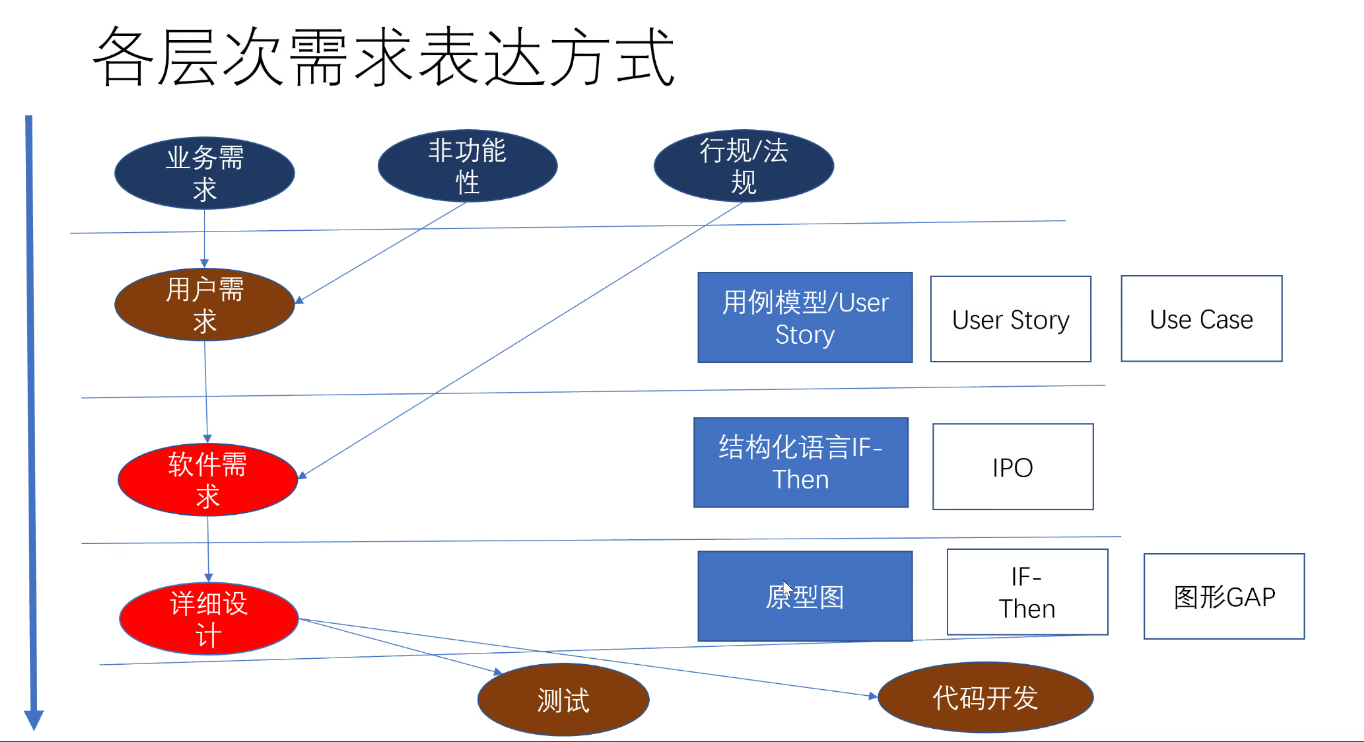 各层次需求表达方式
业务需
求
非功能
性
行规/法
规
用户需
求
用例模型/User
Story
User Story
Use Case
软件需
求
结构化语言IF-
Then
IPO
详细设
计
原型图
IF-
Then
图形GAP
测试
代码开发